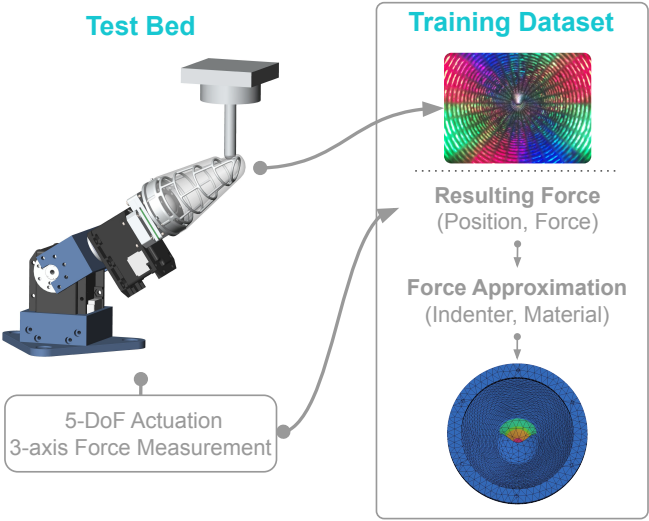 Test Bed
Training Dataset
Resulting Force
(Position, Force)
Force Approximation
(Indenter, Material)
5-DoF Actuation
3-axis Force Measurement